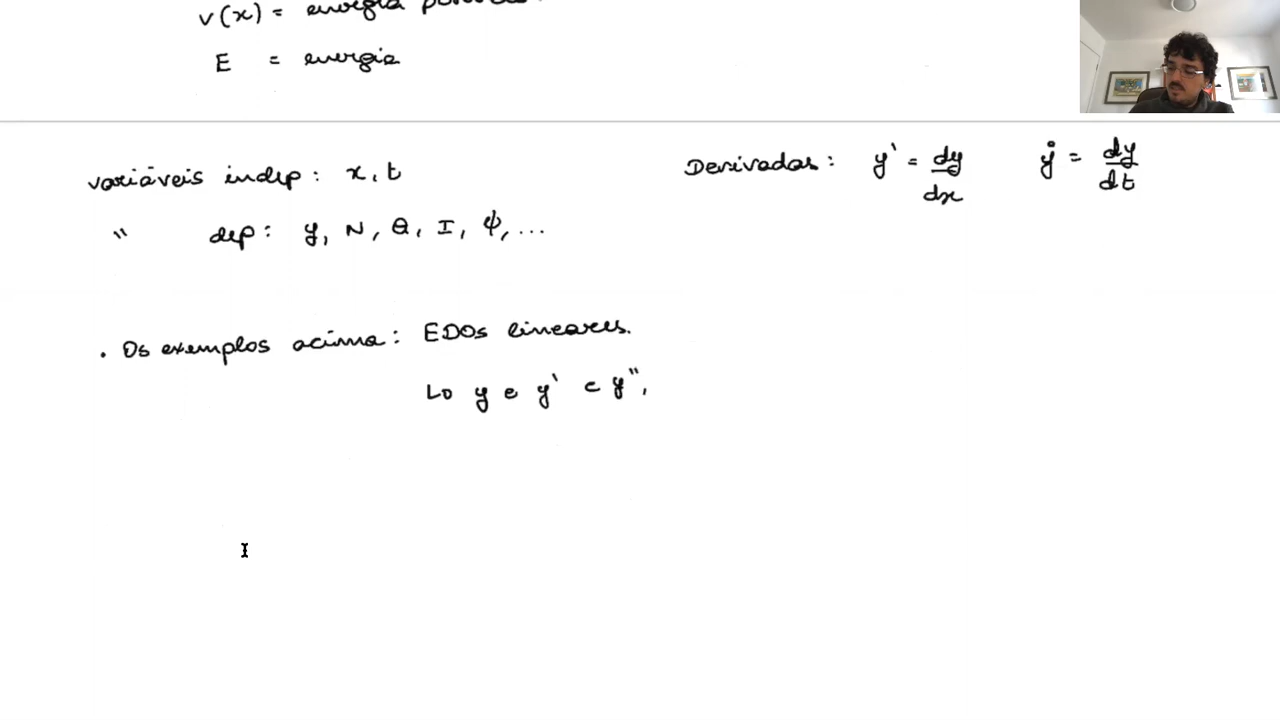 V(x) = energia
E = energia
variáveis indep: x, t
Derivadas: y' = dy/dx ẏ = dy/dt
" dep: y, N, Q, I, ψ, ...
• Os exemplos acima: EDOs lineares.
↳ y e y' e y'',